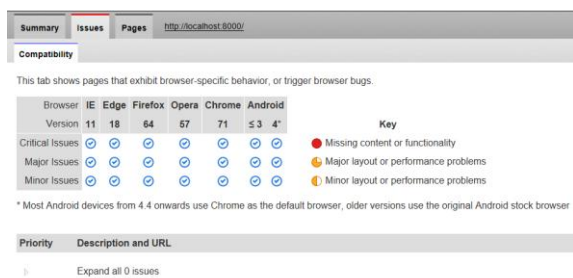 Summary Issues Pages http://localhost:8000/
Compatibility
This tab shows pages that exhibit browser-specific behavior, or trigger browser bugs.
Browser IE Edge Firefox Opera Chrome Android
Version 11 18 64 57 71 ≤ 3 4* Key
Critical Issues Missing content or functionality
Major Issues Major layout or performance problems
Minor Issues Minor layout or performance problems
* Most Android devices from 4.4 onwards use Chrome as the default browser, older versions use the original Android stock browser
Priority Description and URL
Expand all 0 issues